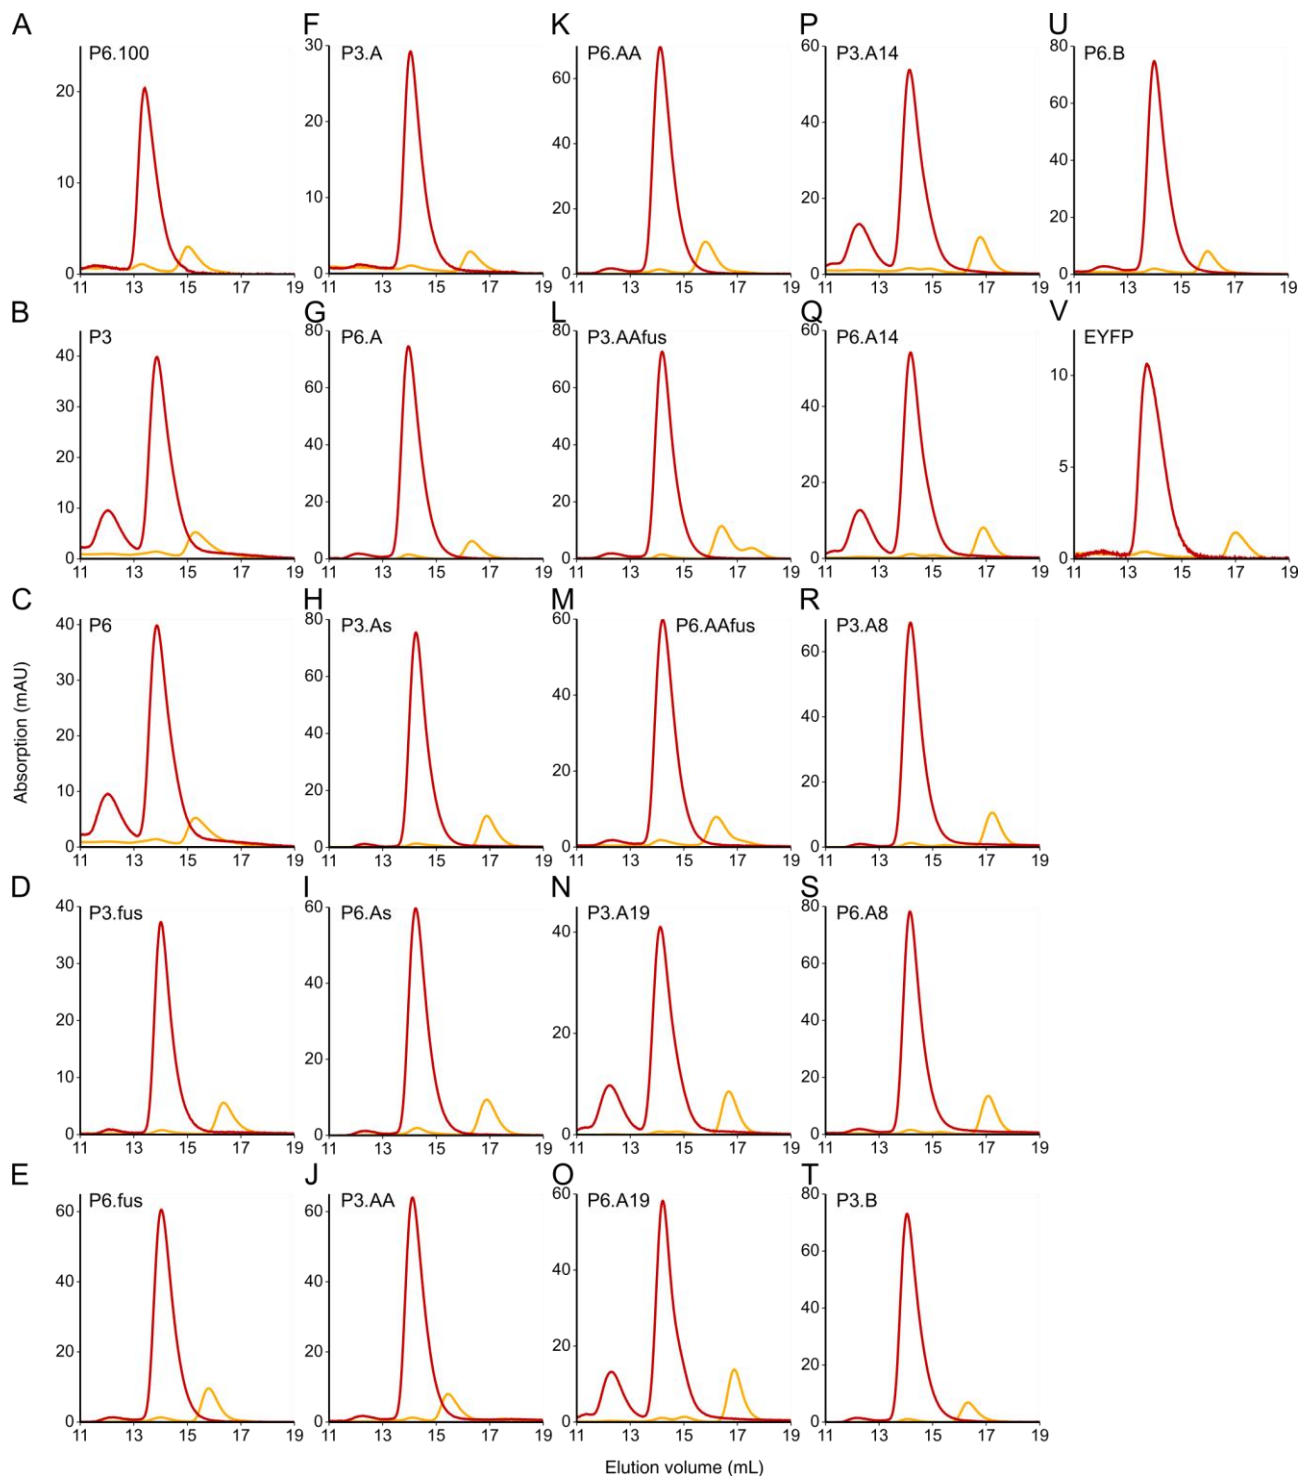 A F K P U
P6.100 P3.A P6.AA P3.A14 P6.B
20 10 0
30 20 10 0
60 40 20 0
60 40 20 0
80 60 40 20 0
11 13 15 17 19 11 13 15 17 19 11 13 15 17 19 11 13 15 17 19 11 13 15 17 19
B G L Q V
P3 P6.A P3.AAfus P6.A14 EYFP
40 30 20 10 0
80 60 40 20 0
80 60 40 20 0
60 40 20 0
10 5 0
11 13 15 17 19 11 13 15 17 19 11 13 15 17 19 11 13 15 17 19 11 13 15 17 19
C H M R
P6 P3.As P6.AAfus P3.A8
40 30 20 10 0
80 60 40 20 0
60 40 20 0
80 60 40 20 0
11 13 15 17 19 11 13 15 17 19 11 13 15 17 19 11 13 15 17 19
Absorption (mAU)
D I N S
P3.fus P6.As P3.A19 P6.A8
40 30 20 10 0
60 40 20 0
40 20 0
80 60 40 20 0
11 13 15 17 19 11 13 15 17 19 11 13 15 17 19 11 13 15 17 19
E J O T
P6.fus P3.AA P6.A19 P3.B
60 40 20 0
60 40 20 0
60 40 20 0
80 60 40 20 0
11 13 15 17 19 11 13 15 17 19 11 13 15 17 19 11 13 15 17 19
Elution volume (mL)